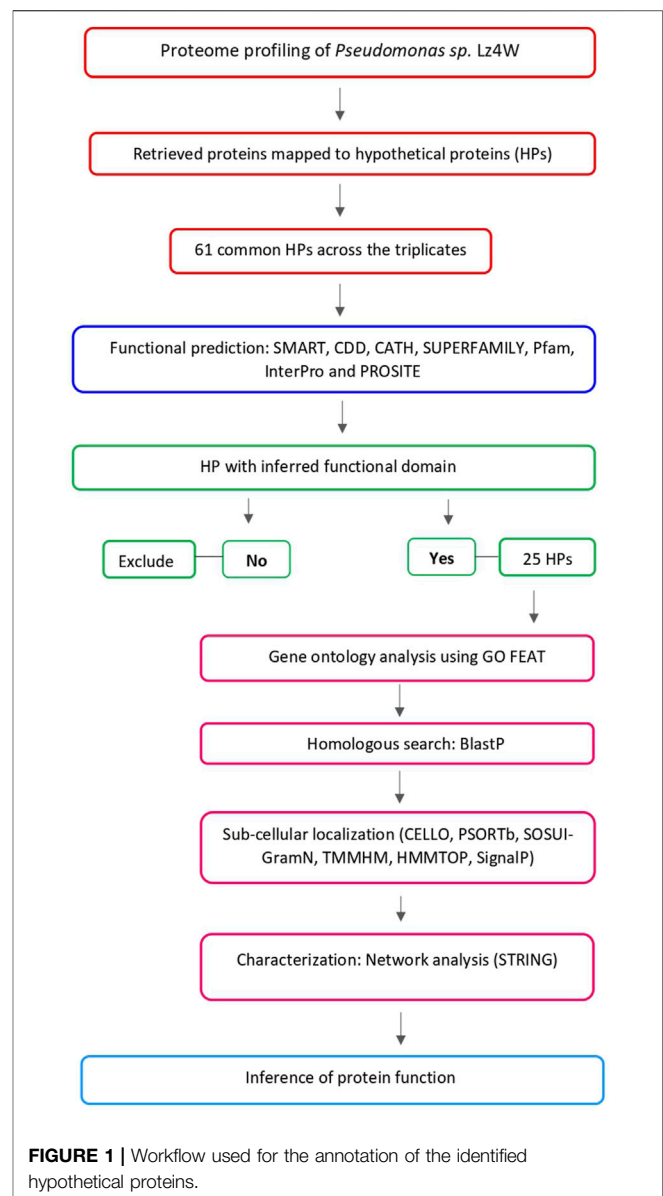 Proteome profiling of Pseudomonas sp. Lz4W
Retrieved proteins mapped to hypothetical proteins (HPs)
61 common HPs across the triplicates
Functional prediction: SMART, CDD, CATH, SUPERFAMILY, Pfam,
InterPro and PROSITE
HP with inferred functional domain
Exclude
No
Yes
25 HPs
Gene ontology analysis using GO FEAT
Homologous search: BlastP
Sub-cellular localization (CELLO, PSORTb, SOSUI-
GramN, TMMHM, HMMTOP, SignalP)
Characterization: Network analysis (STRING)
Inference of protein function
FIGURE 1 | Workflow used for the annotation of the identified
hypothetical proteins.